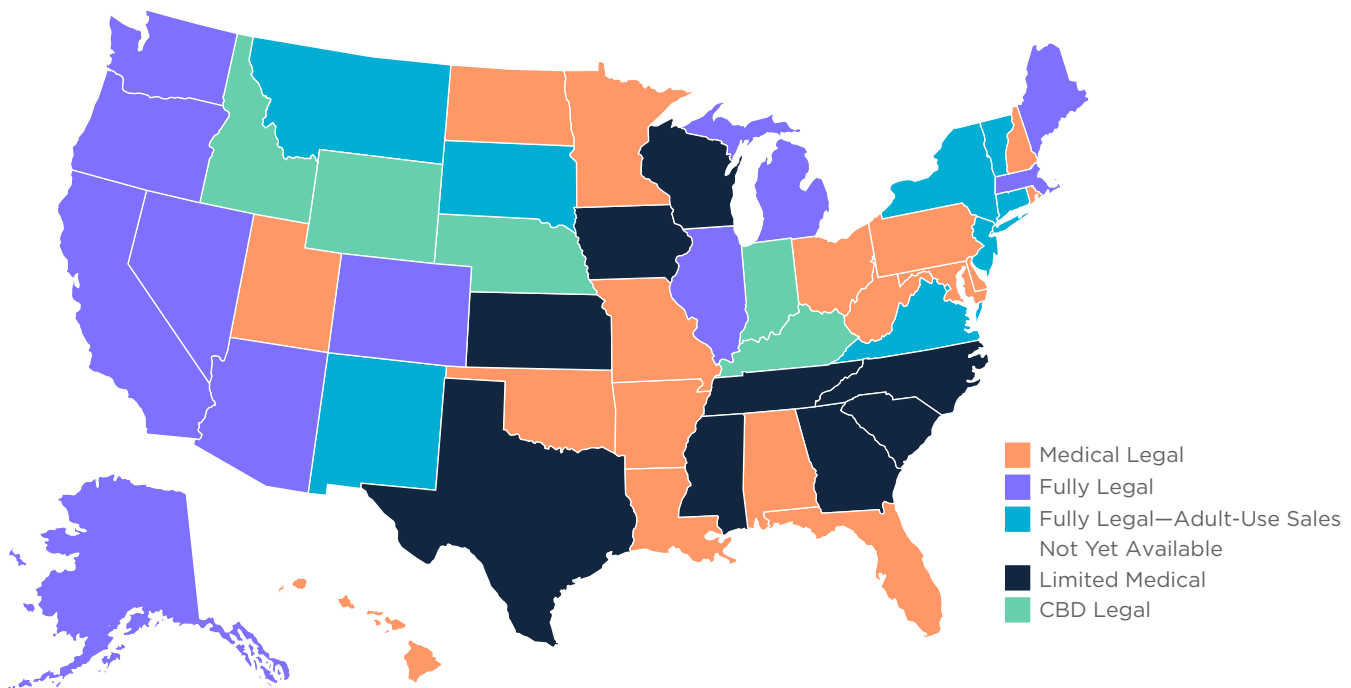 Medical Legal
Fully Legal
Fully Legal—Adult-Use Sales
Not Yet Available
Limited Medical
CBD Legal